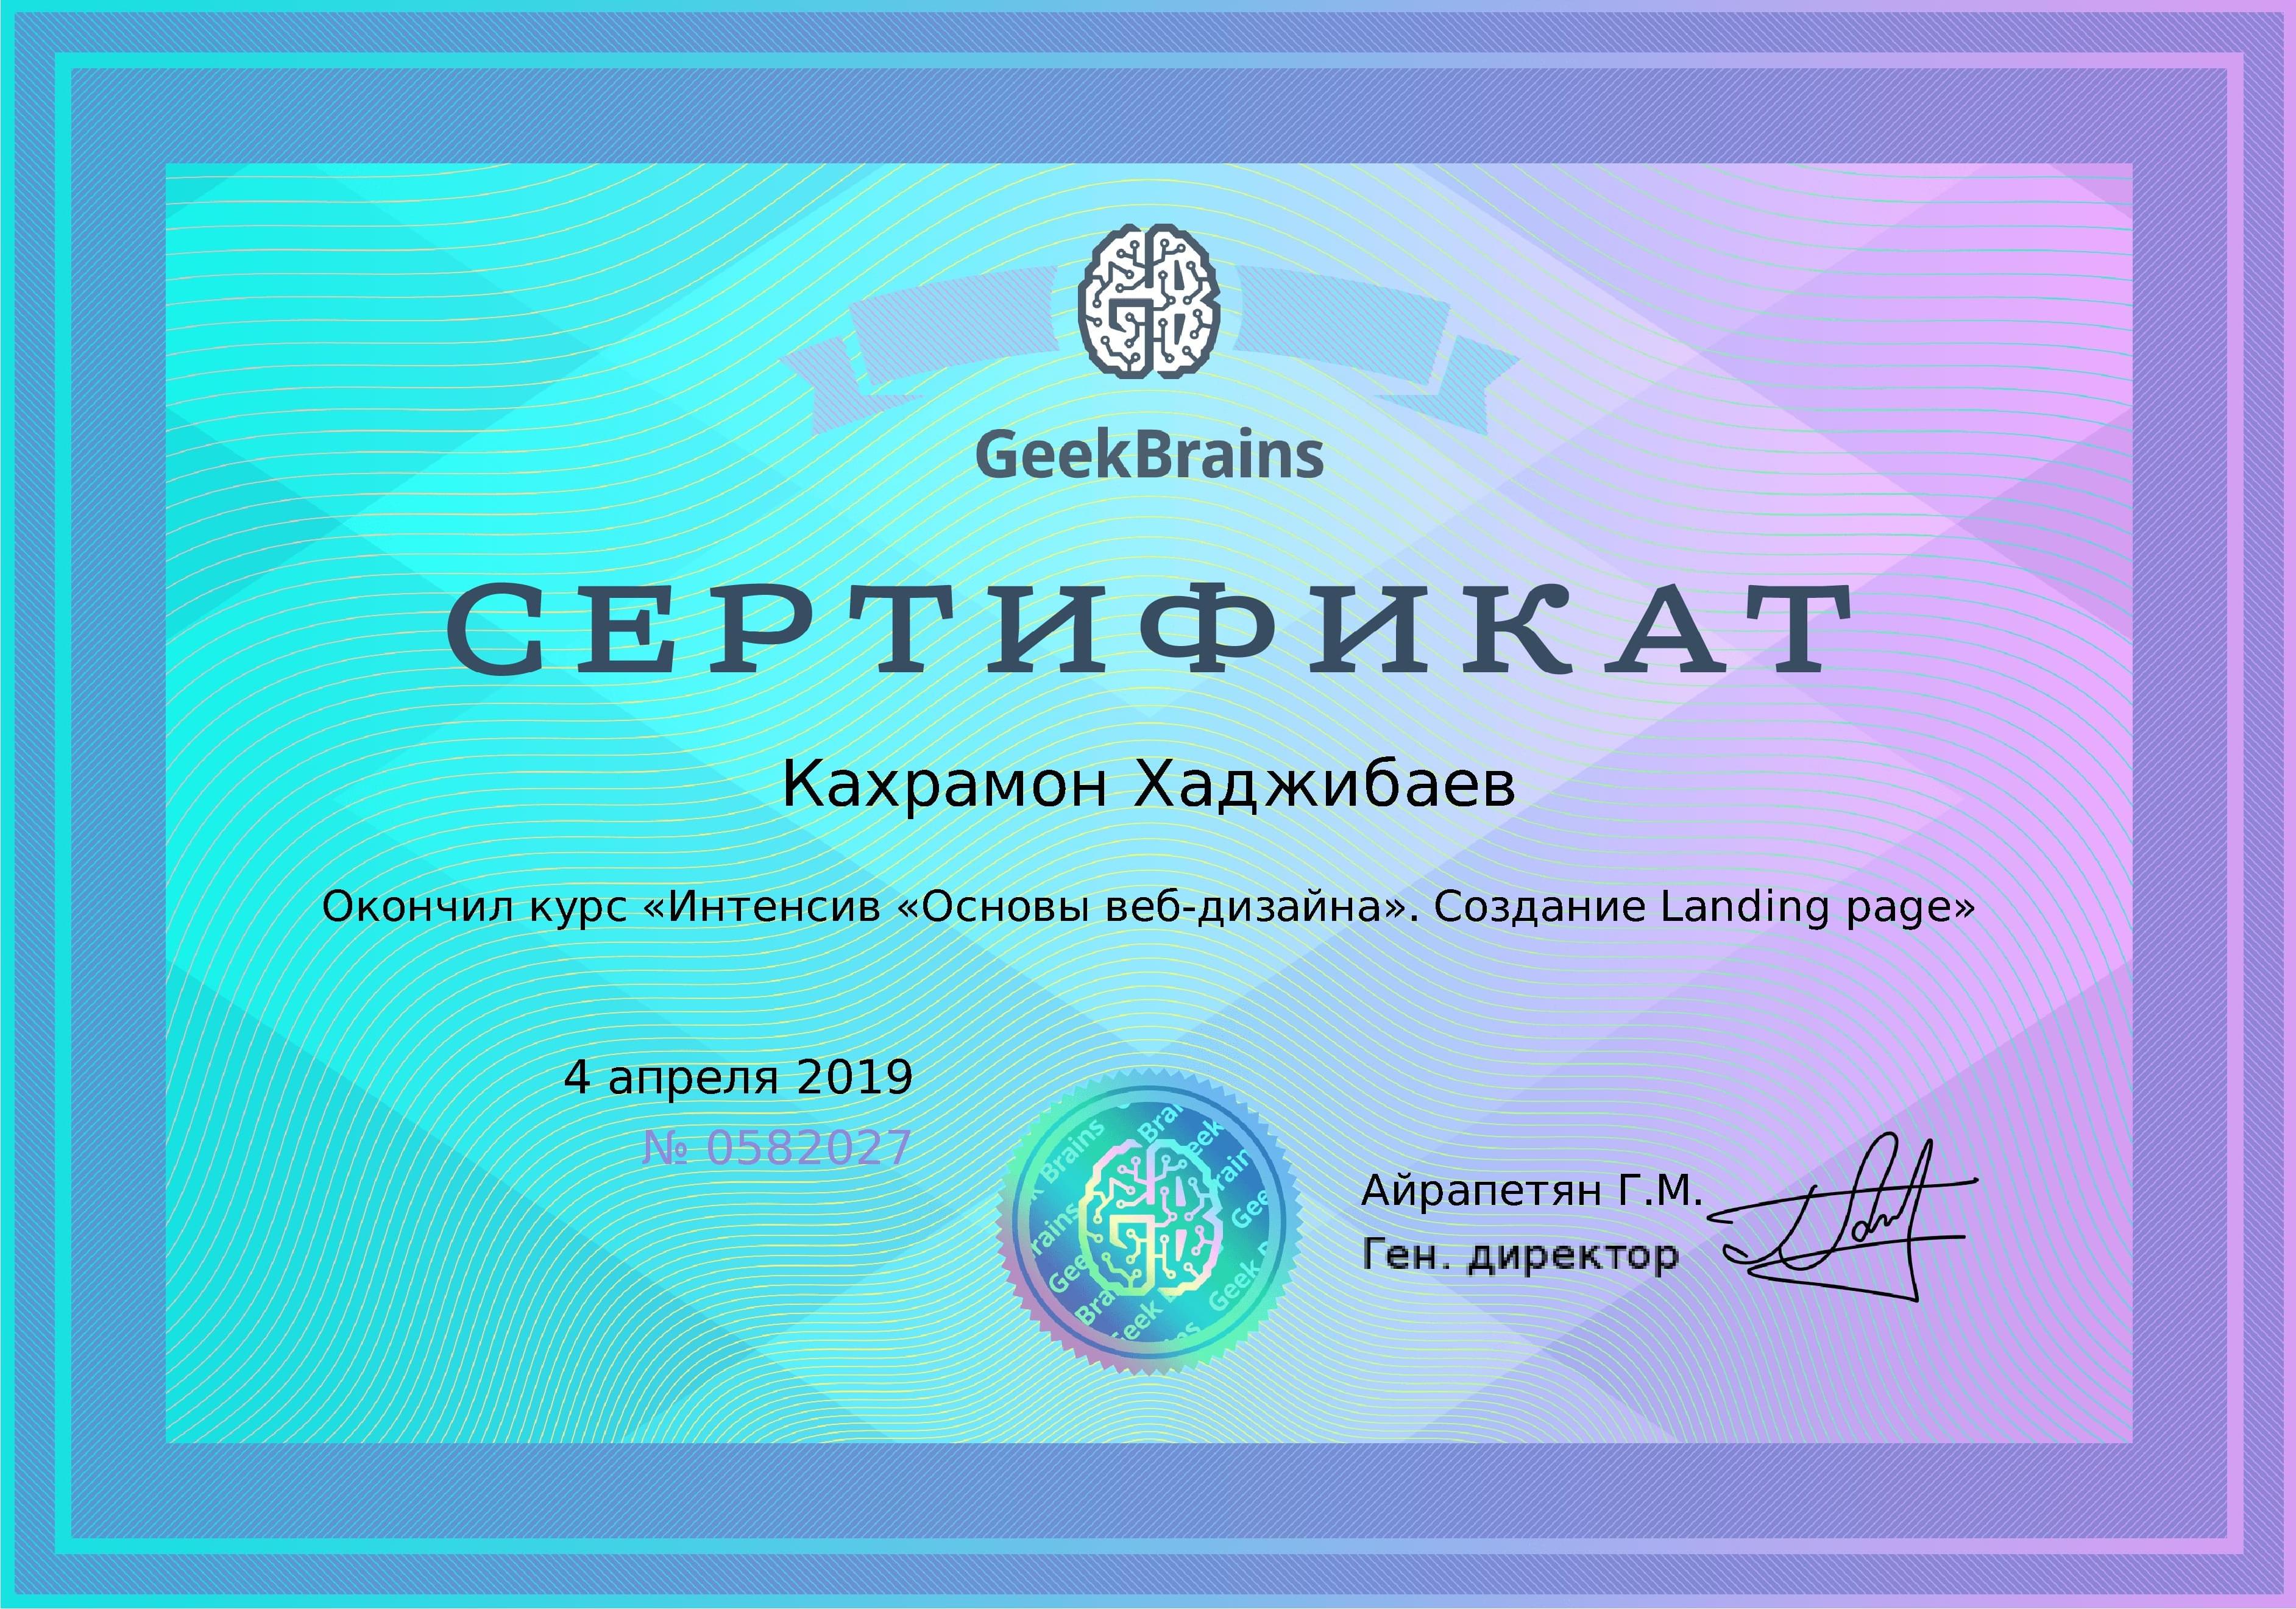 GeekBrains
СЕРТИФИКАТ
Кахрамон Хаджибаев
Окончил курс «Интенсив «Основы веб-дизайна». Создание Landing page»
4 апреля 2019
№ 0582027
Айрапетян Г.М.
Ген. директор